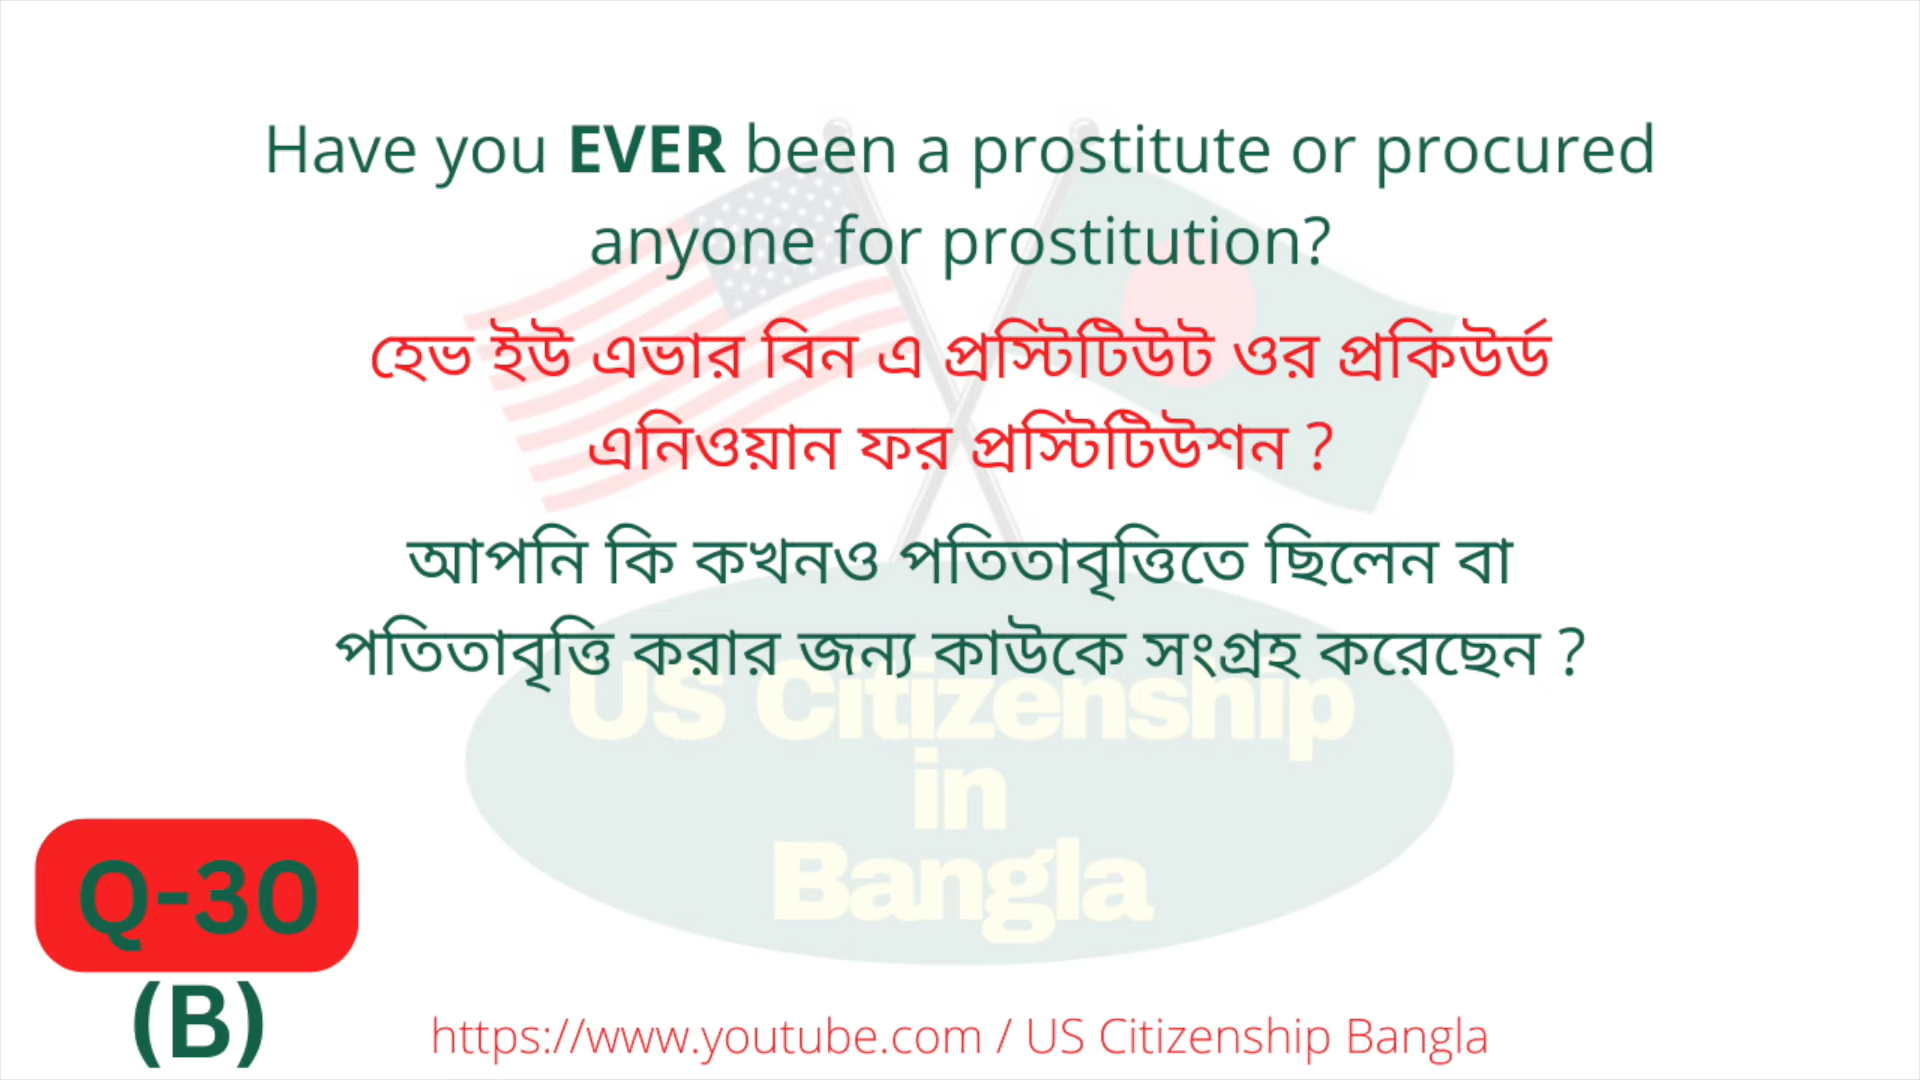 Have you EVER been a prostitute or procured
anyone for prostitution?
হেভ ইউ এভার বিন এ প্রস্টিটিউট ওর প্রকিউর্ড
এনিওয়ান ফর প্রস্টিটিউশন ?
আপনি কি কখনও পতিতাবৃত্তিতে ছিলেন বা
পতিতাবৃত্তি করার জন্য কাউকে সংগ্রহ করেছেন ?
US Citizenship
in
Bangla
Q-30
(B)
https://www.youtube.com / US Citizenship Bangla